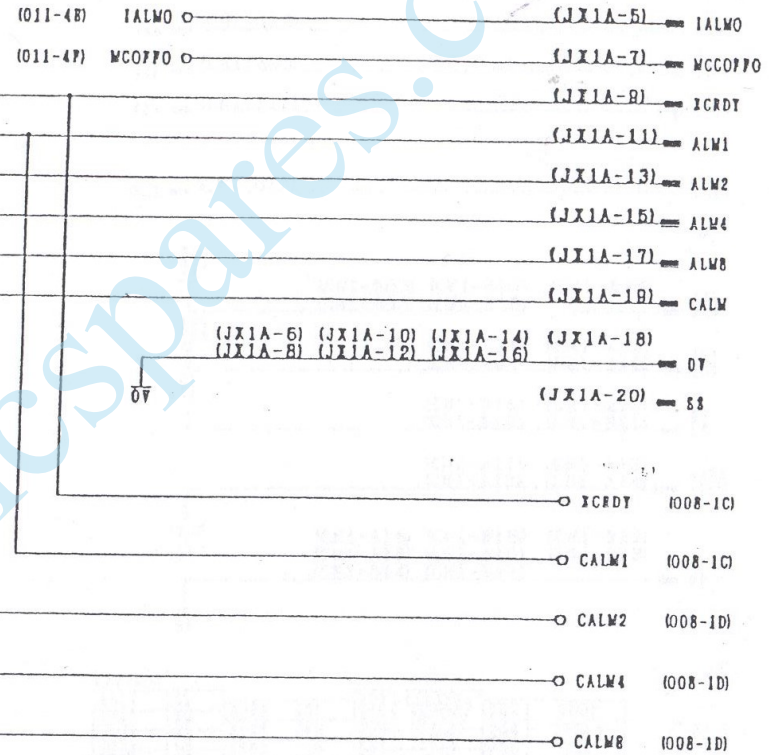 (011-4E) IALMO (JX1A-5) IALMO
(011-4F) MCOFFO (JX1A-7) MCCOFFO
(JX1A-9) XCRDY
(JX1A-11) ALM1
(JX1A-13) ALM2
(JX1A-15) ALM4
(JX1A-17) ALM8
(JX1A-19) CALM
(JX1A-6) (JX1A-10) (JX1A-14) (JX1A-18)
(JX1A-8) (JX1A-12) (JX1A-16) 0V
0V
(JX1A-20) SS
XCRDY (008-1C)
CALM1 (008-1C)
CALM2 (008-1D)
CALM4 (008-1D)
CALM8 (008-1D)
cspares.c